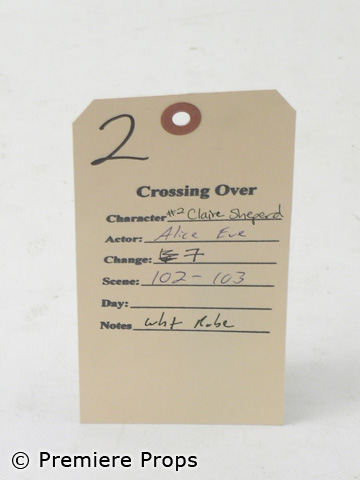 2
Crossing Over
Character #2 Claire Sheperd
Actor: Alice Eve
Change: 7
Scene: 102-103
Day:
Notes wht Robe
© Premiere Props